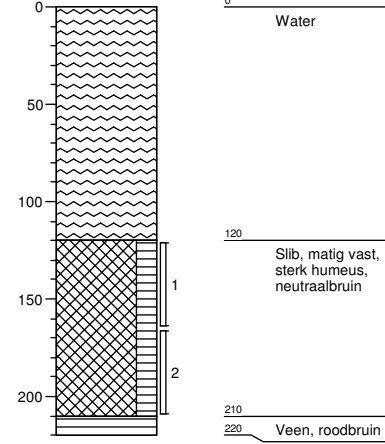 0
0
Water
50
100
120
Slib, matig vast,
sterk humeus,
neutraalbruin
1
150
2
200
210
220
Veen, roodbruin